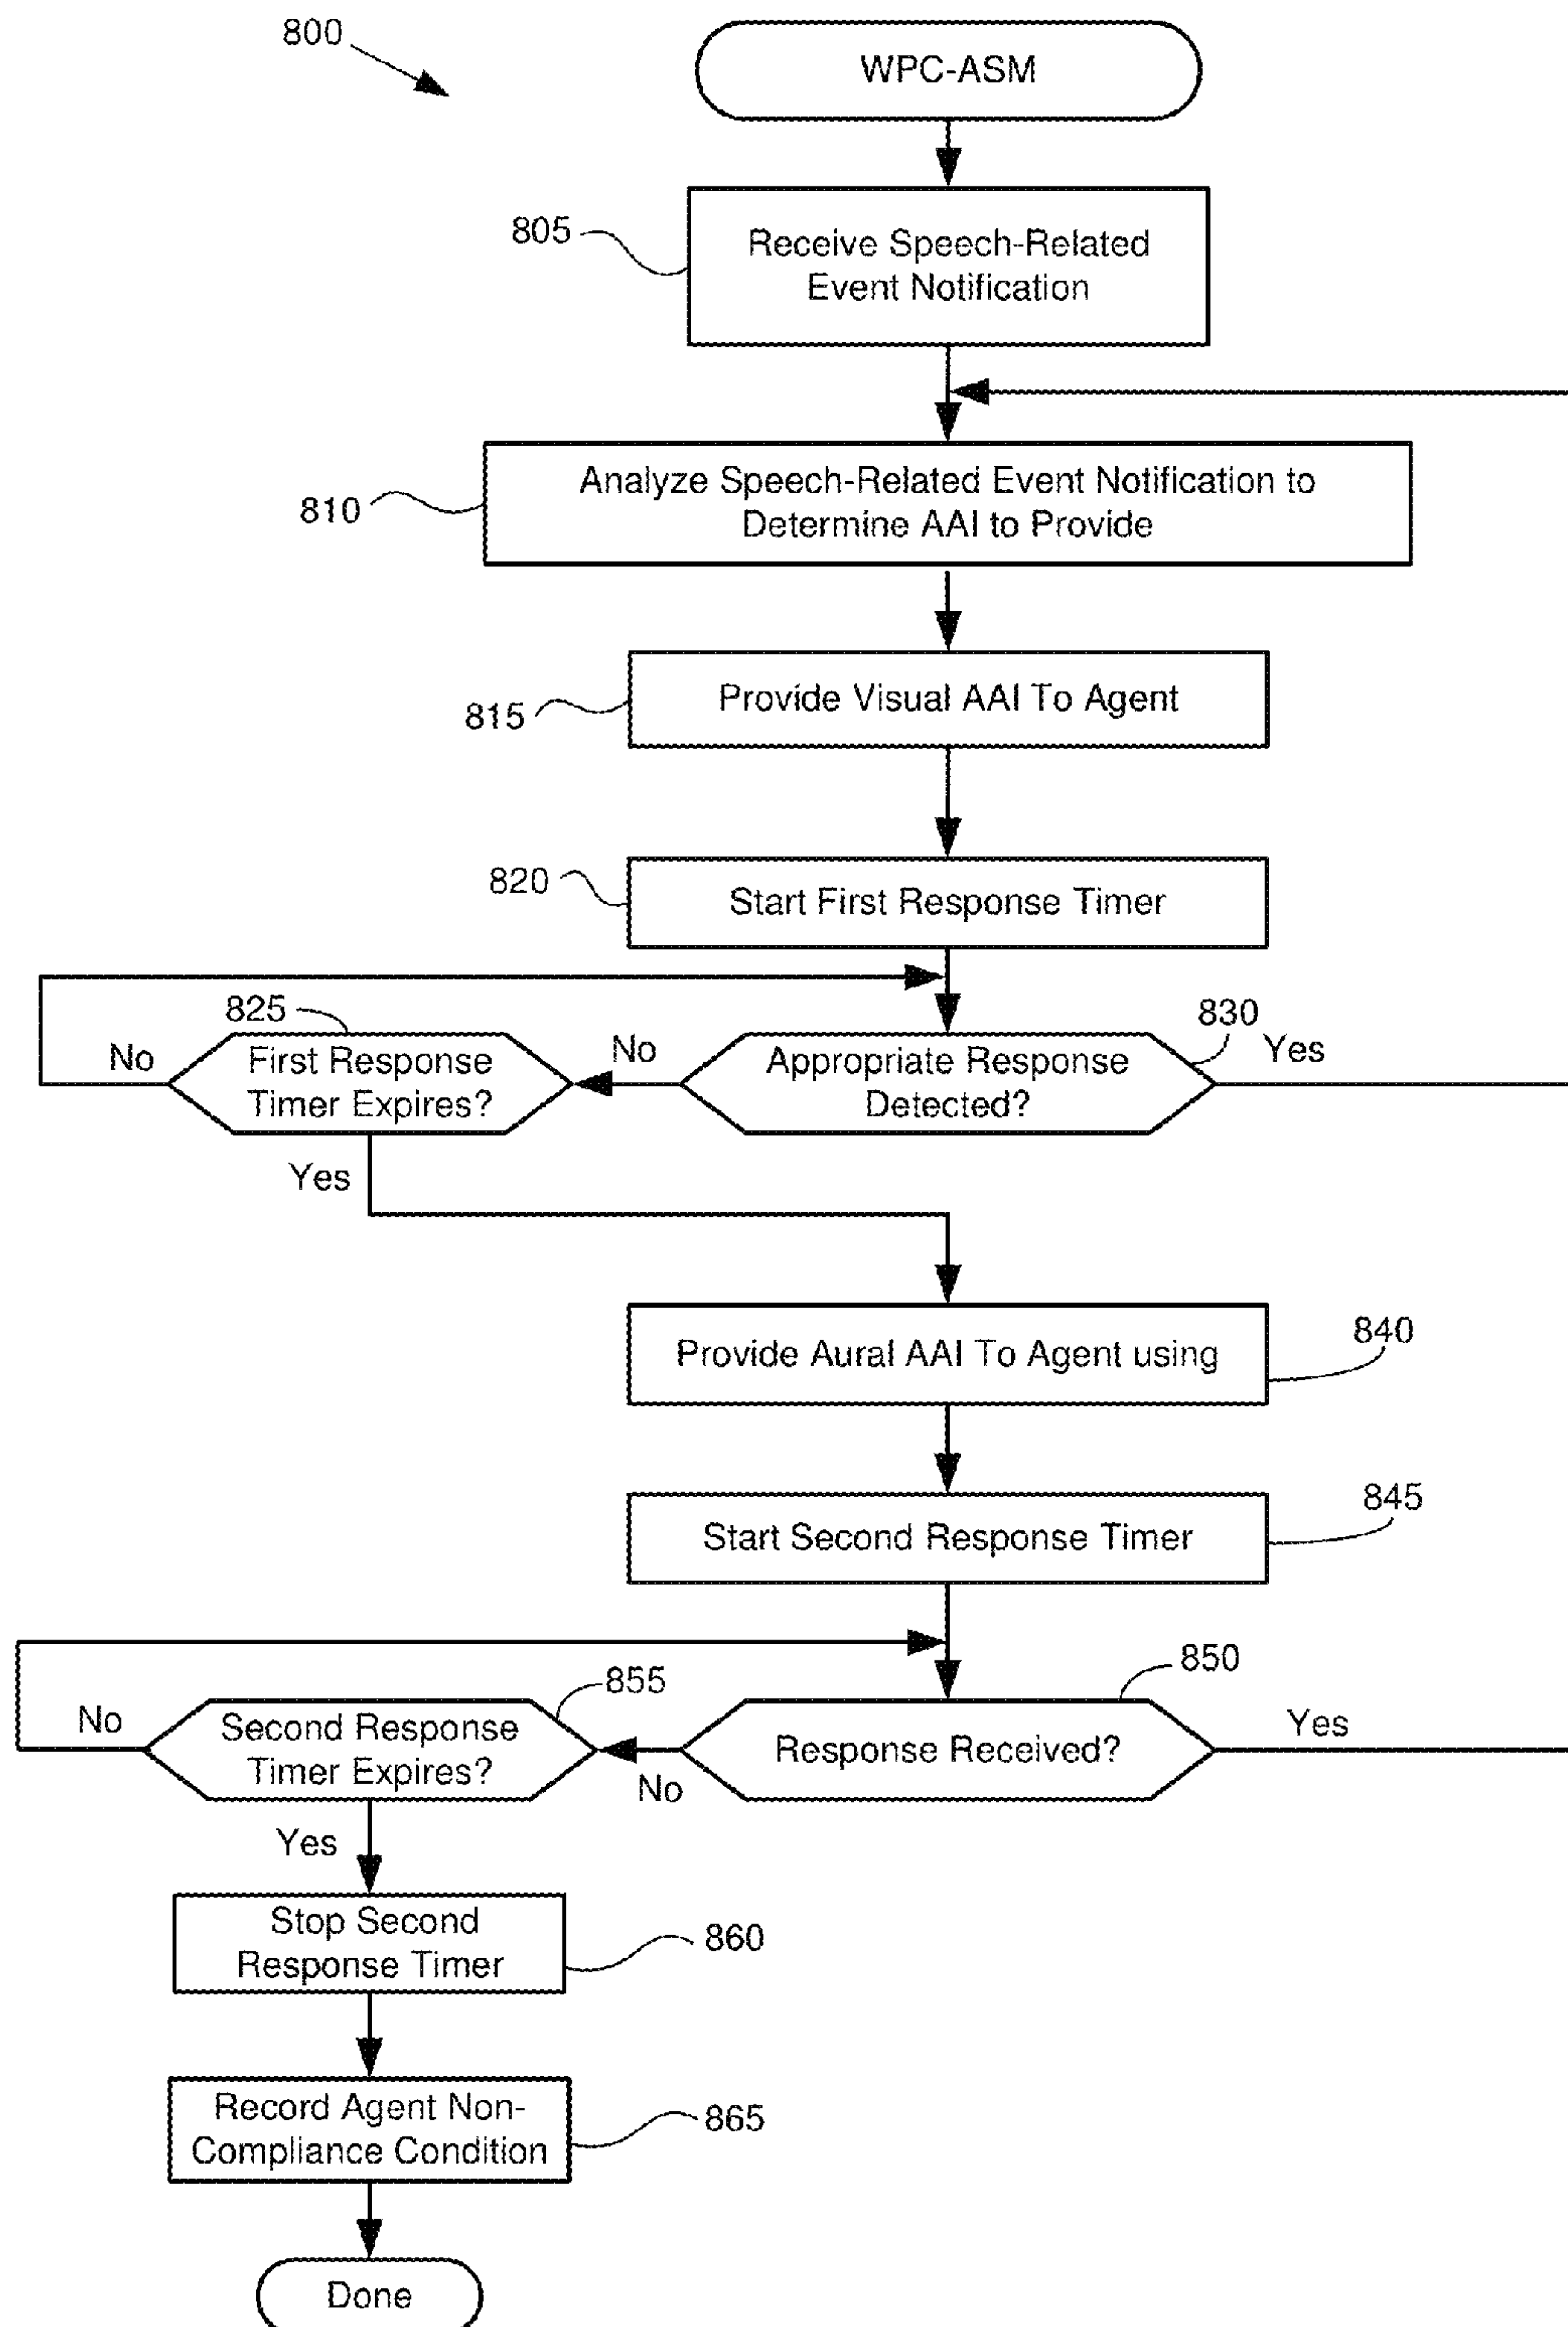 800
WPC-ASM
805
Receive Speech-Related
Event Notification
810
Analyze Speech-Related Event Notification to
Determine AAI to Provide
815
Provide Visual AAI To Agent
820
Start First Response Timer
825
No
First Response
Timer Expires?
No
Appropriate Response
Detected?
830
Yes
Yes
Provide Aural AAI To Agent using
840
Start Second Response Timer
845
No
Second Response
Timer Expires?
855
No
Response Received?
850
Yes
Yes
Stop Second
Response Timer
860
Record Agent Non-
Compliance Condition
865
Done